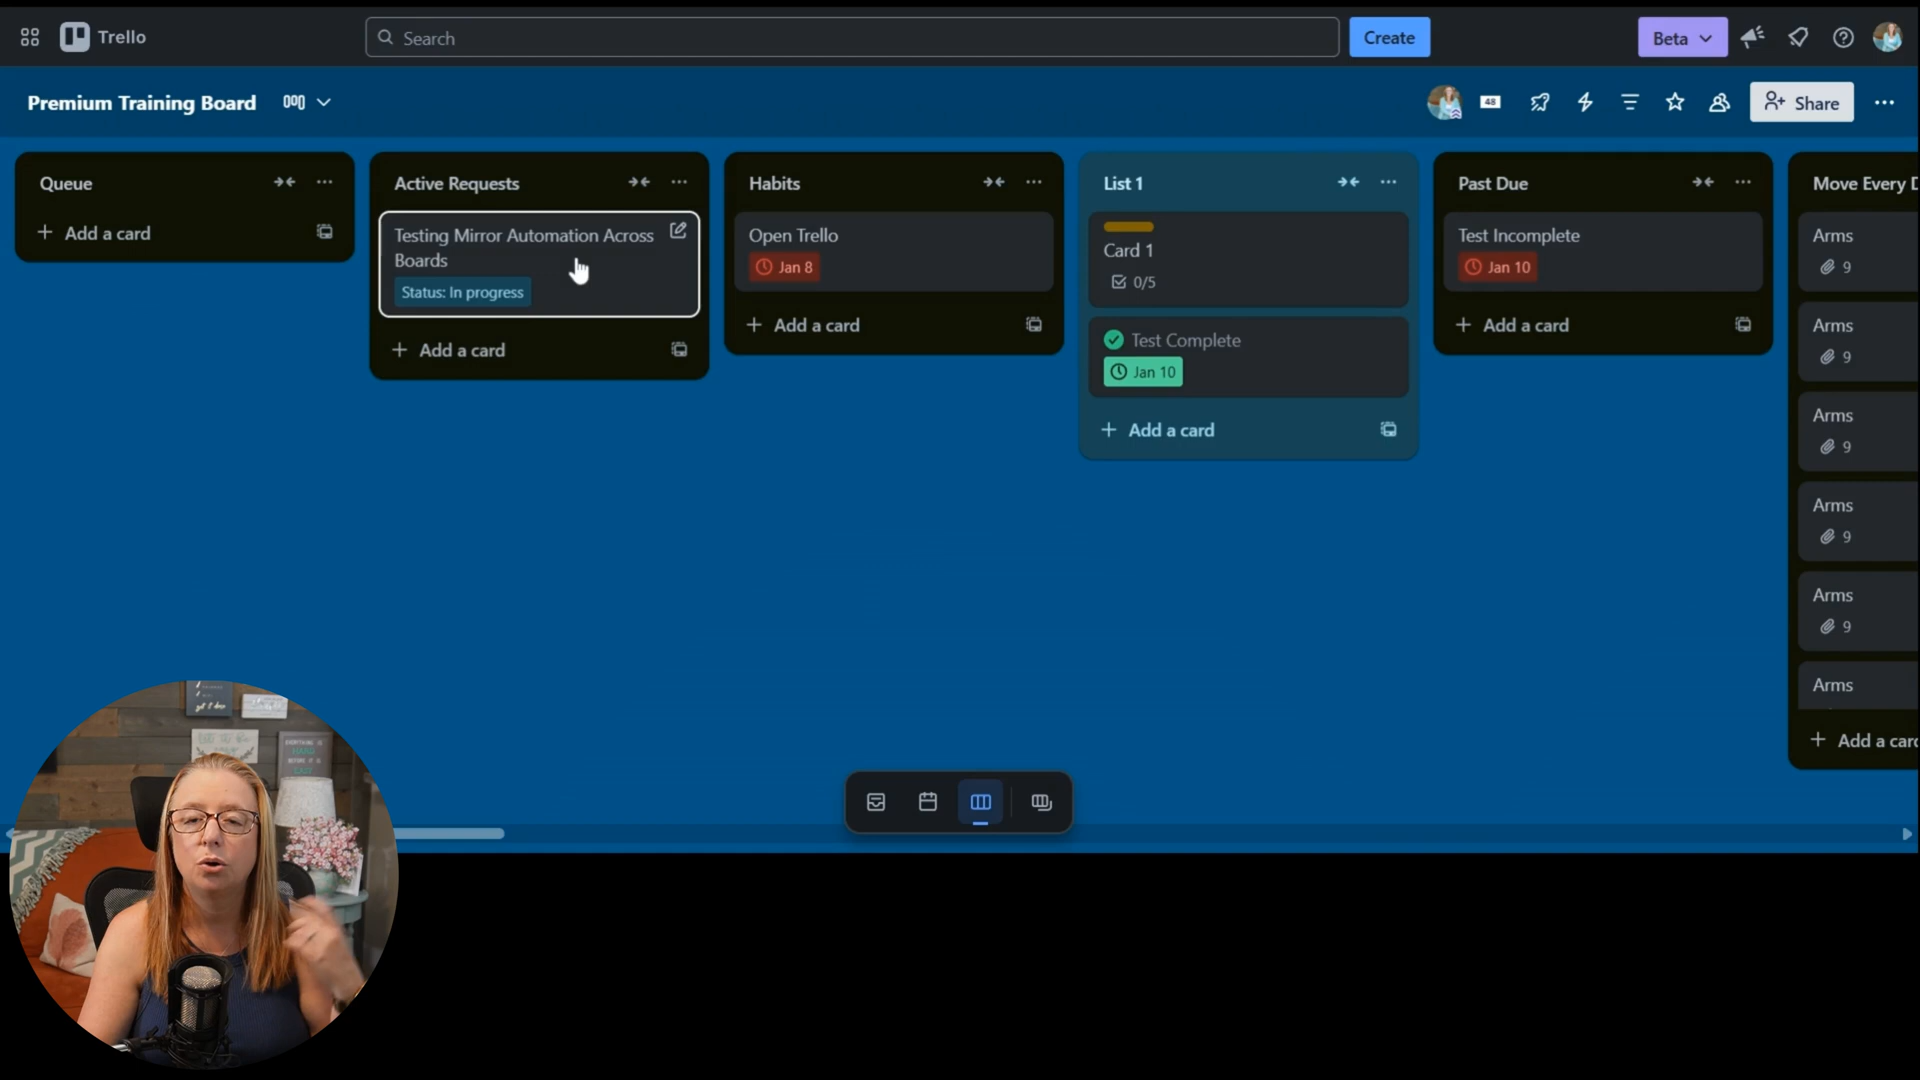 Trello
Search
Create
Beta
Premium Training Board
48
Share
Queue
Add a card
Active Requests
Testing Mirror Automation Across
Boards
Status: In progress
Add a card
Habits
Open Trello
Jan 8
Add a card
List 1
Card 1
0/5
Test Complete
Jan 10
Add a card
Past Due
Test Incomplete
Jan 10
Add a card
Move Every
Arms
9
Arms
9
Arms
9
Arms
9
Arms
9
Arms
Add a card